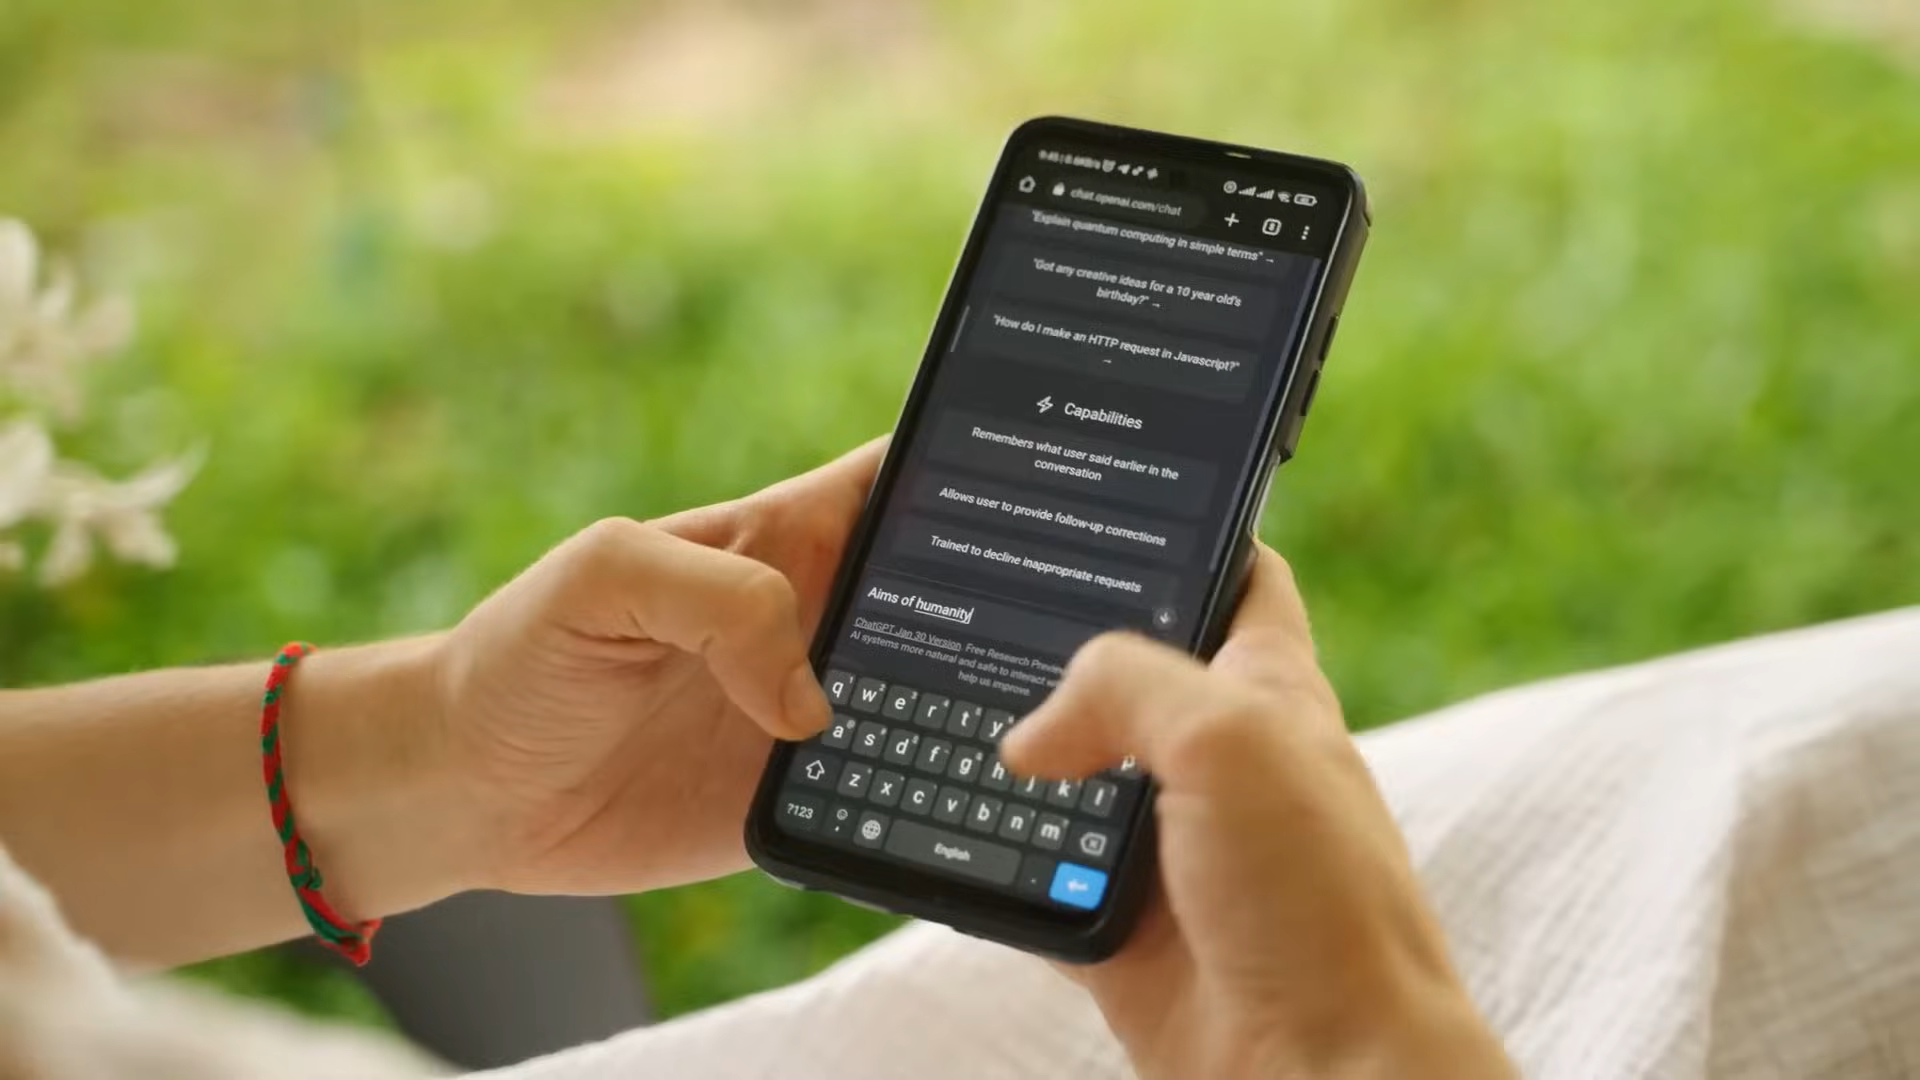 chat.openai.com/chat
"Explain quantum computing in simple terms" →
"Got any creative ideas for a 10 year old's
birthday?" →
"How do I make an HTTP request in Javascript?"
→
Capabilities
Remembers what user said earlier in the
conversation
Allows user to provide follow-up corrections
Trained to decline inappropriate requests
Aims of humanity
ChatGPT Jan 30 Version. Free Research Preview
AI systems more natural and safe to interact
help us improve.
q w e r t y
p
a s d f g h j k l
z x c v b n m
?123
English